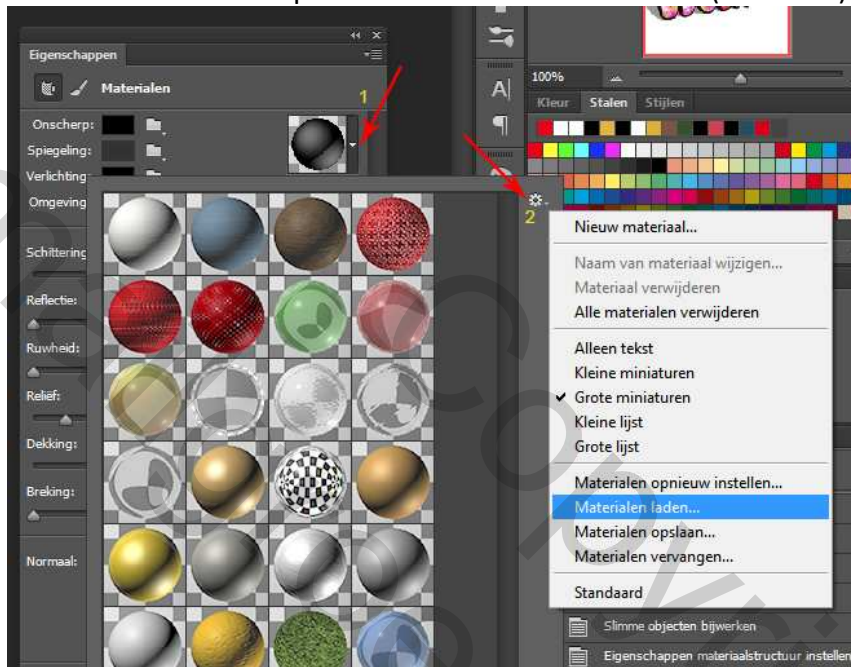 Eigenschappen
Materialen
1
Onscherp:
Spiegeling:
Verlichting:
Omgeving
Schittering
Reflectie:
Ruwheid:
Reliëf:
Dekking:
Breking:
Normaal:
A
100%
Kleur Stalen Stijlen
2
Nieuw materiaal...
Naam van materiaal wijzigen...
Materiaal verwijderen
Alle materialen verwijderen
Alleen tekst
Kleine miniaturen
Grote miniaturen
Kleine lijst
Grote lijst
Materialen opnieuw instellen...
Materialen laden...
Materialen opslaan...
Materialen vervangen...
Standaard
Slimme objecten bijwerken
Eigenschappen materiaalstructuur instellen